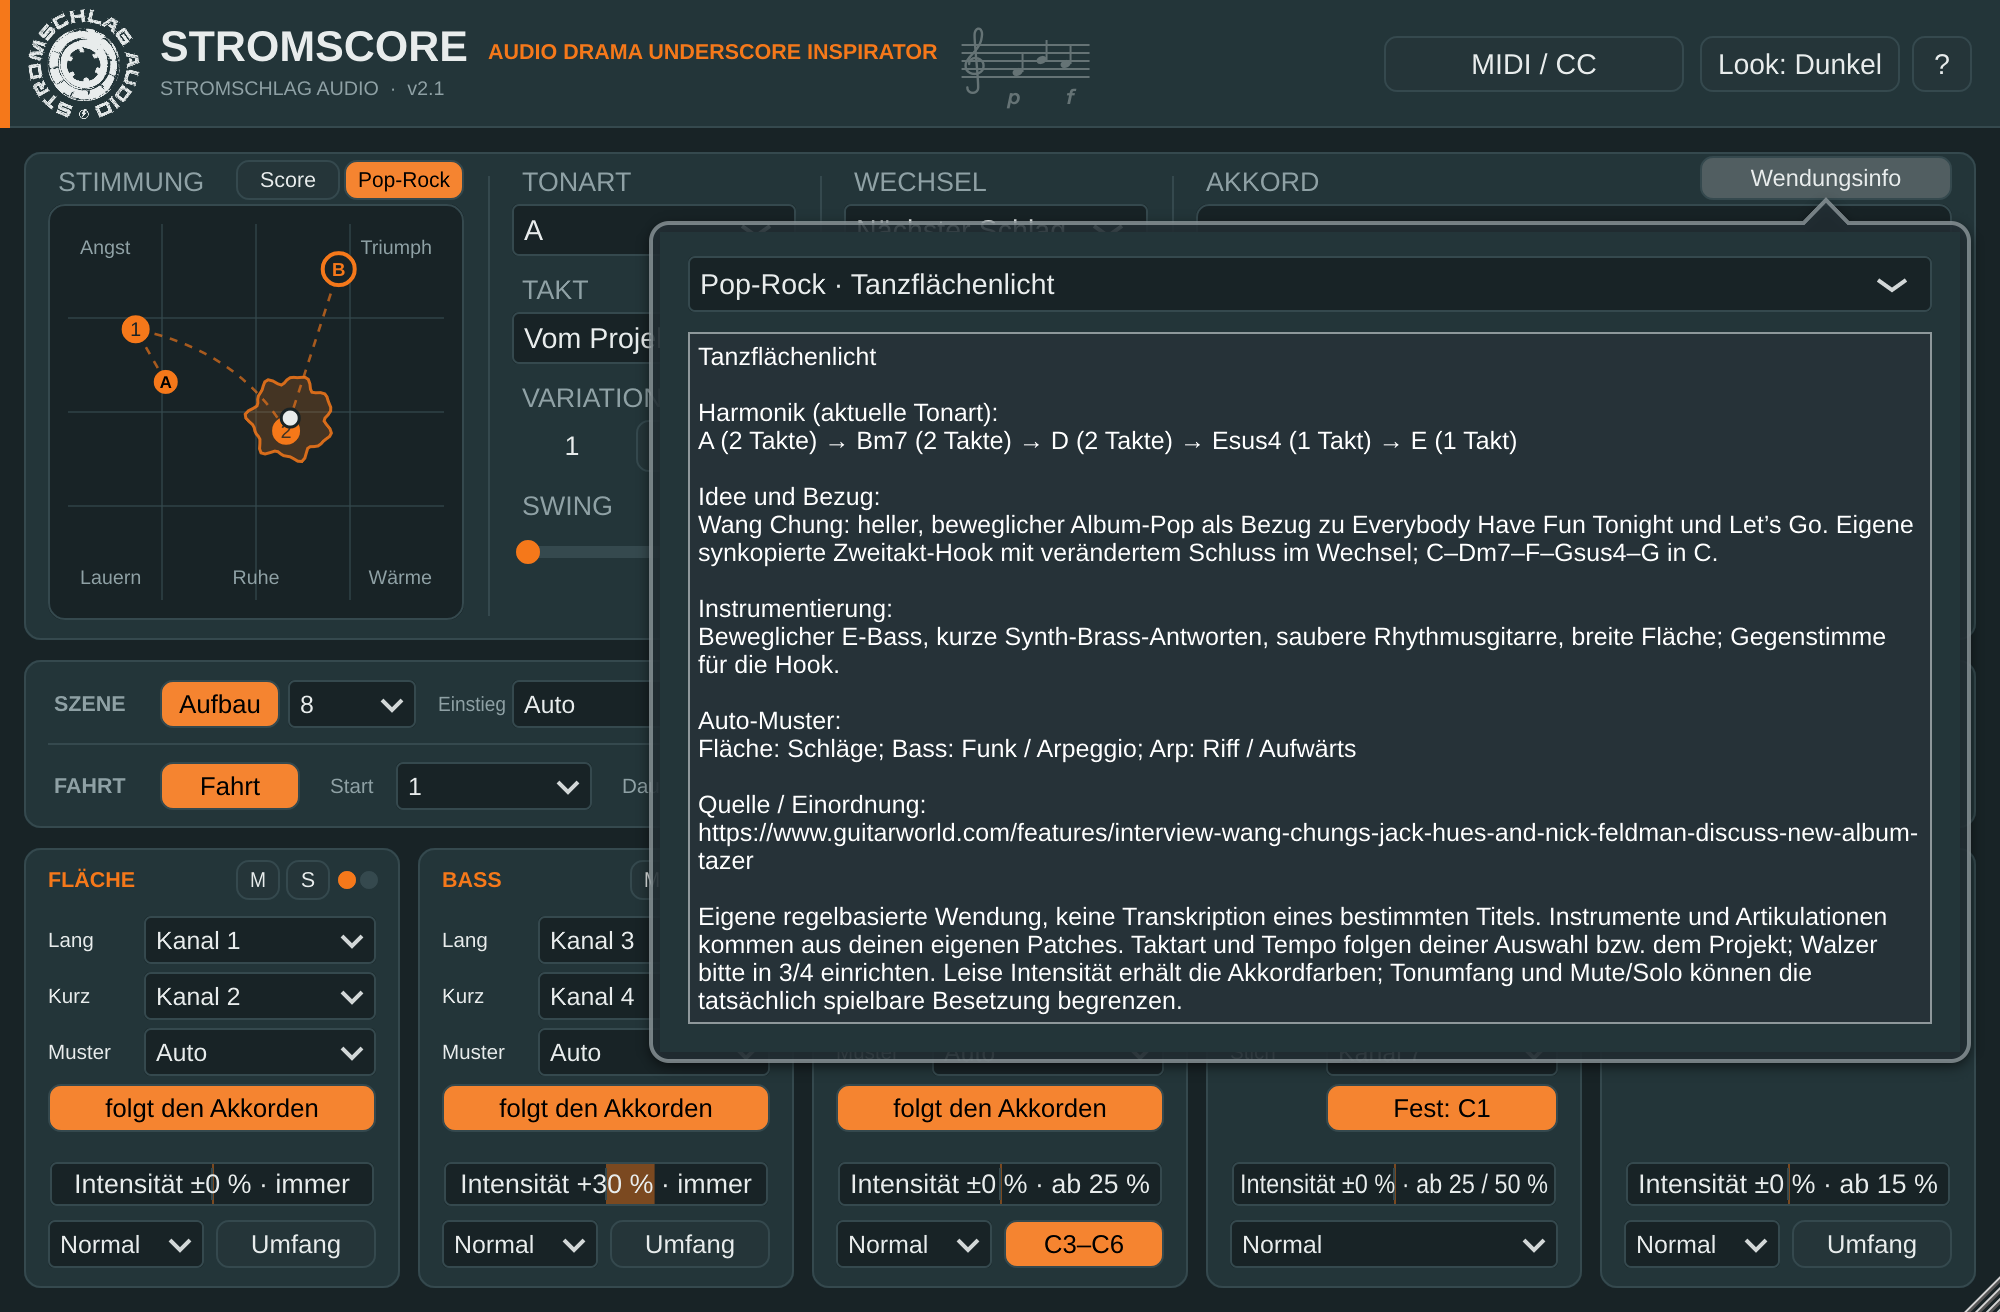 STROMSCHLAG AUDIO
STROMSCORE AUDIO DRAMA UNDERSCORE INSPIRATOR
STROMSCHLAG AUDIO · v2.1
p f
MIDI / CC
Look: Dunkel
?
STIMMUNG
Score
Pop-Rock
TONART
WECHSEL
AKKORD
Wendungsinfo
A
Nächster Schlag
Angst
Triumph
B
1
A
2
Lauern
Ruhe
Wärme
TAKT
Vom Proje
VARIATION
1
SWING
Pop-Rock · Tanzflächenlicht
Tanzflächenlicht
Harmonik (aktuelle Tonart):
A (2 Takte) → Bm7 (2 Takte) → D (2 Takte) → Esus4 (1 Takt) → E (1 Takt)
Idee und Bezug:
Wang Chung: heller, beweglicher Album-Pop als Bezug zu Everybody Have Fun Tonight und Let’s Go. Eigene
synkopierte Zweitakt-Hook mit verändertem Schluss im Wechsel; C–Dm7–F–Gsus4–G in C.
Instrumentierung:
Beweglicher E-Bass, kurze Synth-Brass-Antworten, saubere Rhythmusgitarre, breite Fläche; Gegenstimme
für die Hook.
Auto-Muster:
Fläche: Schläge; Bass: Funk / Arpeggio; Arp: Riff / Aufwärts
Quelle / Einordnung:
https://www.guitarworld.com/features/interview-wang-chungs-jack-hues-and-nick-feldman-discuss-new-album-
tazer
Eigene regelbasierte Wendung, keine Transkription eines bestimmten Titels. Instrumente und Artikulationen
kommen aus deinen eigenen Patches. Taktart und Tempo folgen deiner Auswahl bzw. dem Projekt; Walzer
bitte in 3/4 einrichten. Leise Intensität erhält die Akkordfarben; Tonumfang und Mute/Solo können die
tatsächlich spielbare Besetzung begrenzen.
SZENE
Aufbau
8
Einstieg
Auto
FAHRT
Fahrt
Start
1
Da
FLÄCHE
M
S
Lang
Kanal 1
Kurz
Kanal 2
Muster
Auto
folgt den Akkorden
Intensität ±0 % · immer
Normal
Umfang
BASS
M
Lang
Kanal 3
Kurz
Kanal 4
Muster
Auto
folgt den Akkorden
Intensität +30 % · immer
Normal
Umfang
Muster
Auto
folgt den Akkorden
Intensität ±0 % · ab 25 %
Normal
C3–C6
Kanal 7
Fest: C1
Intensität ±0 % · ab 25 / 50 %
Normal
Intensität ±0 % · ab 15 %
Normal
Umfang